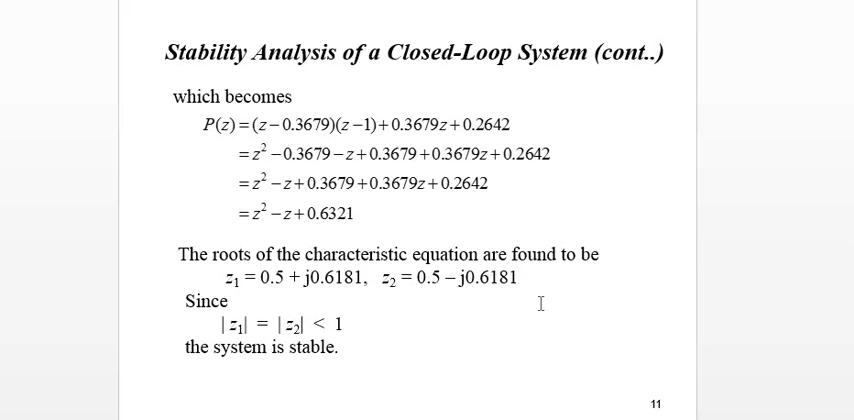 Stability Analysis of a Closed-Loop System (cont..)
which becomes
P(z)=(z−0.3679)(z−1)+0.3679z+0.2642
=z²−0.3679−z+0.3679+0.3679z+0.2642
=z²−z+0.3679+0.3679z+0.2642
=z²−z+0.6321
The roots of the characteristic equation are found to be
z₁ = 0.5 + j0.6181, z₂ = 0.5 – j0.6181
Since
|z₁| = |z₂| < 1
the system is stable.
11